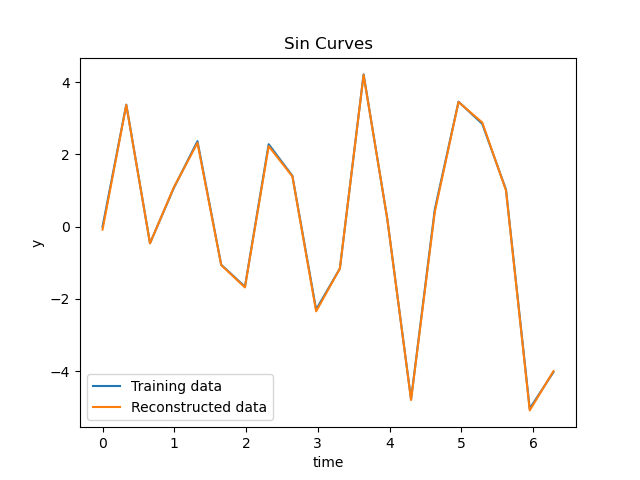 Sin Curves
y
4
2
0
−2
−4
Training data
Reconstructed data
0 1 2 3 4 5 6
time